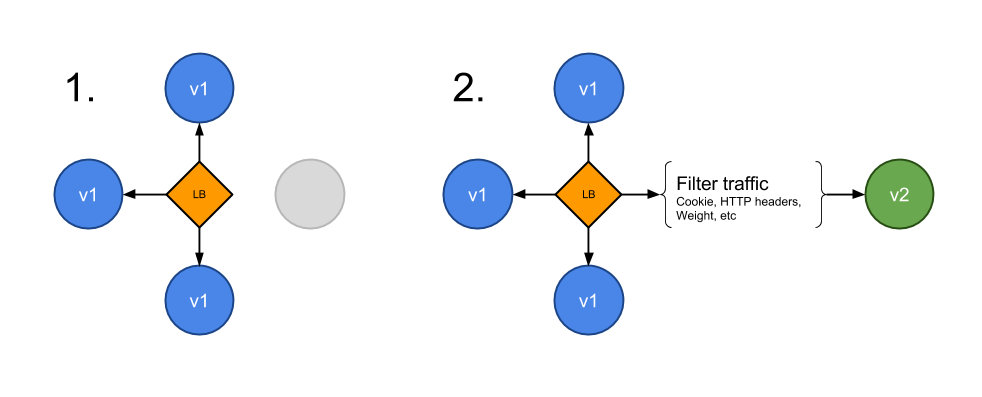 1.
v1
v1
LB
v1
2.
v1
v1
LB
Filter traffic
Cookie, HTTP headers,
Weight, etc
v2
v1